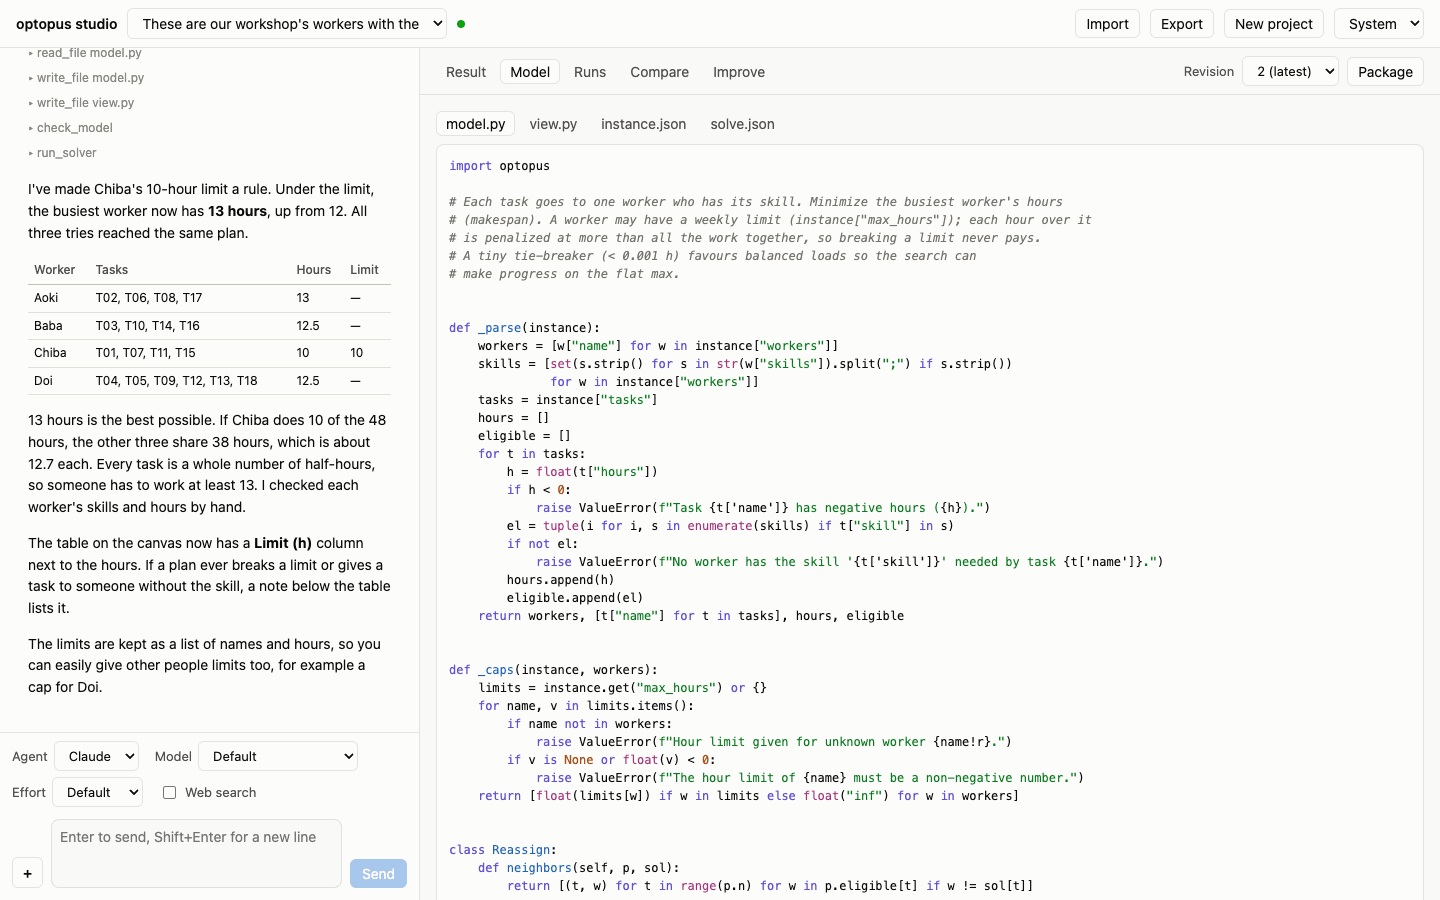 optopus studio
These are our workshop's workers with the
Import
Export
New project
System
read_file model.py
write_file model.py
write_file view.py
check_model
run_solver
I've made Chiba's 10-hour limit a rule. Under the limit,
the busiest worker now has 13 hours, up from 12. All
three tries reached the same plan.
Worker Tasks Hours Limit
Aoki T02, T06, T08, T17 13 —
Baba T03, T10, T14, T16 12.5 —
Chiba T01, T07, T11, T15 10 10
Doi T04, T05, T09, T12, T13, T18 12.5 —
13 hours is the best possible. If Chiba does 10 of the 48
hours, the other three share 38 hours, which is about
12.7 each. Every task is a whole number of half-hours,
so someone has to work at least 13. I checked each
worker's skills and hours by hand.
The table on the canvas now has a Limit (h) column
next to the hours. If a plan ever breaks a limit or gives a
task to someone without the skill, a note below the table
lists it.
The limits are kept as a list of names and hours, so you
can easily give other people limits too, for example a
cap for Doi.
Agent Claude Model Default
Effort Default Web search
Enter to send, Shift+Enter for a new line
+
Send
Result Model Runs Compare Improve
Revision 2 (latest) Package
model.py view.py instance.json solve.json
import optopus
# Each task goes to one worker who has its skill. Minimize the busiest worker's hours
# (makespan). A worker may have a weekly limit (instance["max_hours"]); each hour over it
# is penalized at more than all the work together, so breaking a limit never pays.
# A tiny tie-breaker (< 0.001 h) favours balanced loads so the search can
# make progress on the flat max.
def _parse(instance):
    workers = [w["name"] for w in instance["workers"]]
    skills = [set(s.strip() for s in str(w["skills"]).split(";") if s.strip())
              for w in instance["workers"]]
    tasks = instance["tasks"]
    hours = []
    eligible = []
    for t in tasks:
        h = float(t["hours"])
        if h < 0:
            raise ValueError(f"Task {t['name']} has negative hours ({h}).")
        el = tuple(i for i, s in enumerate(skills) if t["skill"] in s)
        if not el:
            raise ValueError(f"No worker has the skill '{t['skill']}' needed by task {t['name']}.")
        hours.append(h)
        eligible.append(el)
    return workers, [t["name"] for t in tasks], hours, eligible
def _caps(instance, workers):
    limits = instance.get("max_hours") or {}
    for name, v in limits.items():
        if name not in workers:
            raise ValueError(f"Hour limit given for unknown worker {name!r}.")
        if v is None or float(v) < 0:
            raise ValueError(f"The hour limit of {name} must be a non-negative number.")
    return [float(limits[w]) if w in limits else float("inf") for w in workers]
class Reassign:
    def neighbors(self, p, sol):
        return [(t, w) for t in range(p.n) for w in p.eligible[t] if w != sol[t]]